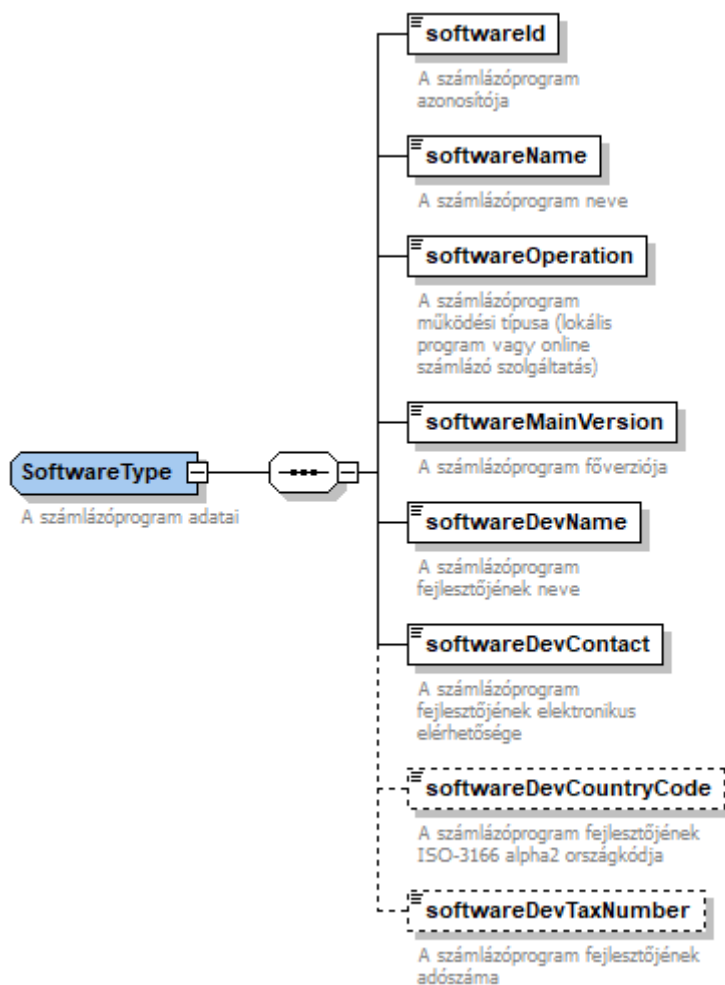 softwareId
A számlázóprogram
azonosítója
softwareName
A számlázóprogram neve
softwareOperation
A számlázóprogram
működési típusa (lokális
program vagy online
számlázó szolgáltatás)
softwareMainVersion
A számlázóprogram főverziója
SoftwareType
A számlázóprogram adatai
softwareDevName
A számlázóprogram
fejlesztőjének neve
softwareDevContact
A számlázóprogram
fejlesztőjének elektronikus
elérhetősége
softwareDevCountryCode
A számlázóprogram fejlesztőjének
ISO-3166 alpha2 országkódja
softwareDevTaxNumber
A számlázóprogram fejlesztőjének
adószáma